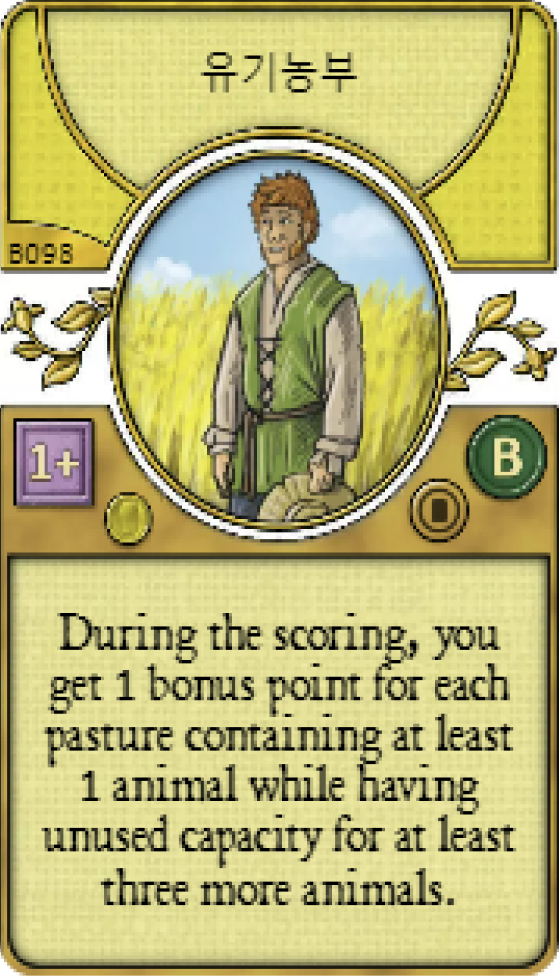 유기농부
B098
1+
B
During the scoring, you
get 1 bonus point for each
pasture containing at least
1 animal while having
unused capacity for at least
three more animals.